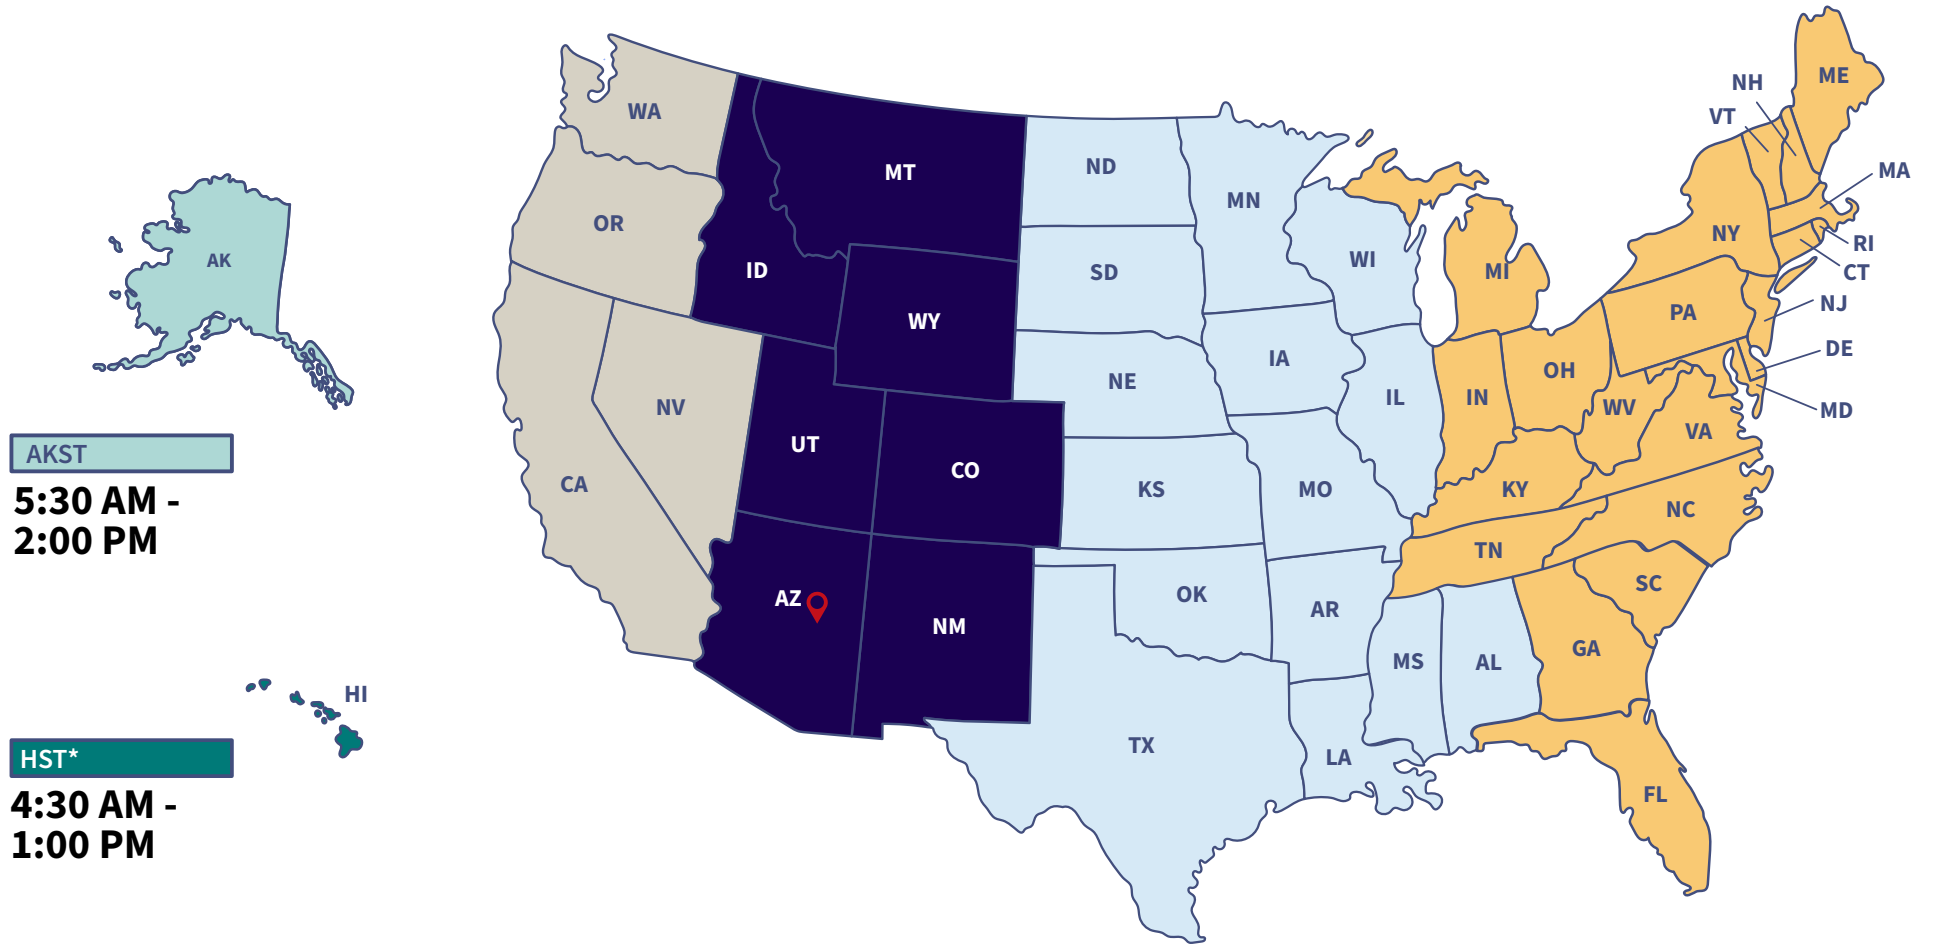 ME
NH
WA
VT
ND
MT
MA
MN
OR
NY
RI
WI
AK
ID
SD
MI
CT
NJ
PA
WY
DE
IA
OH
NE
IL
IN
NV
WV
MD
VA
UT
AKST
CO
CA
KS
MO
KY
5:30 AM -
NC
2:00 PM
TN
SC
OK
AZ
AR
NM
GA
MS
AL
HI
TX
HST*
LA
FL
4:30 AM -
1:00 PM